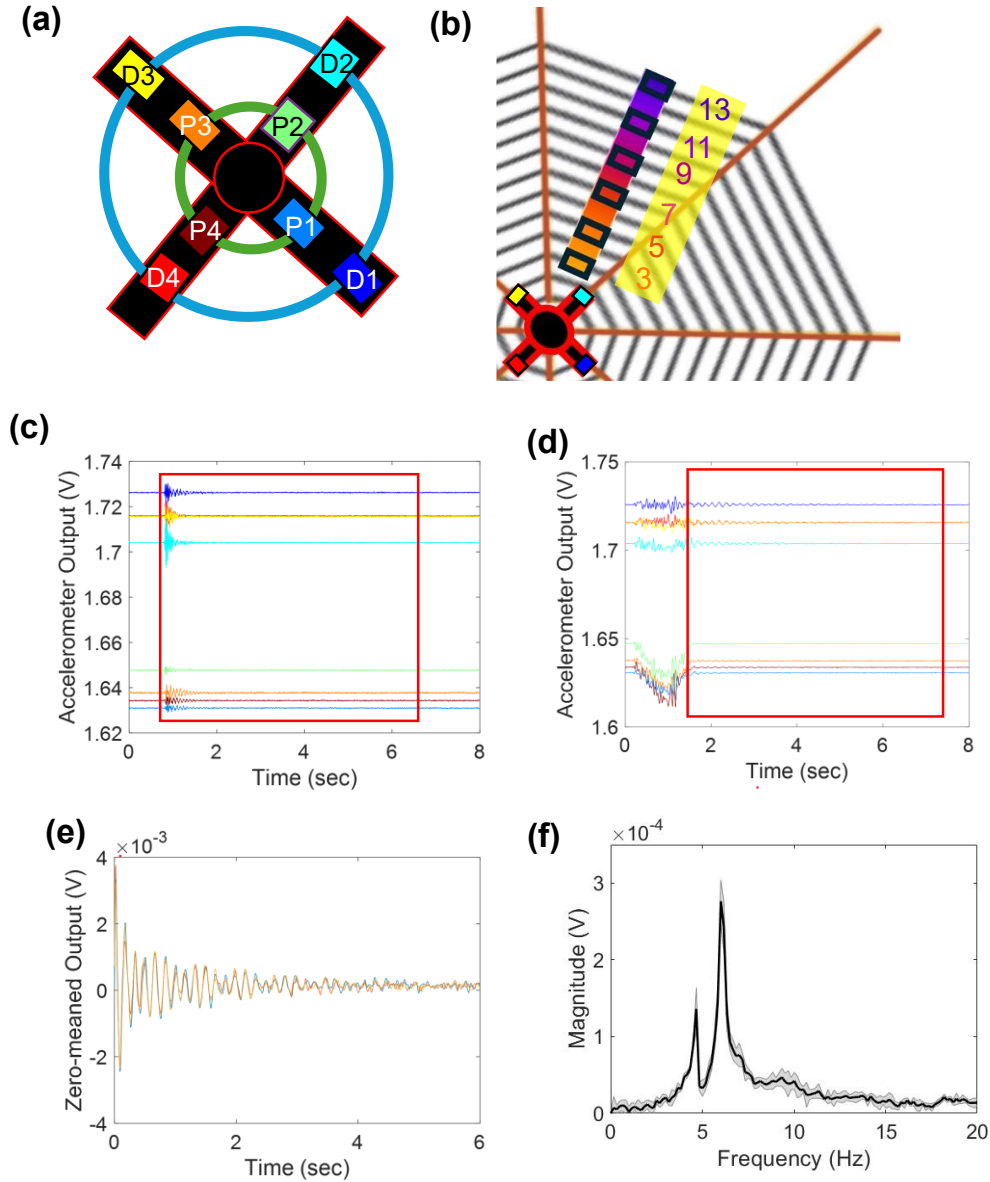 (a)
D3
D2
P3
P2
P4
P1
D4
D1
(b)
13
11
9
7
5
3
(c)
1.74
1.72
1.7
1.68
1.66
1.64
1.62
0 2 4 6 8
Accelerometer Output (V)
Time (sec)
(d)
1.75
1.7
1.65
1.6
0 2 4 6 8
Accelerometer Output (V)
Time (sec)
(e)
×10⁻³
4
2
0
-2
-4
0 2 4 6
Zero-meaned Output (V)
Time (sec)
(f)
×10⁻⁴
3
2
1
0
0 5 10 15 20
Magnitude (V)
Frequency (Hz)